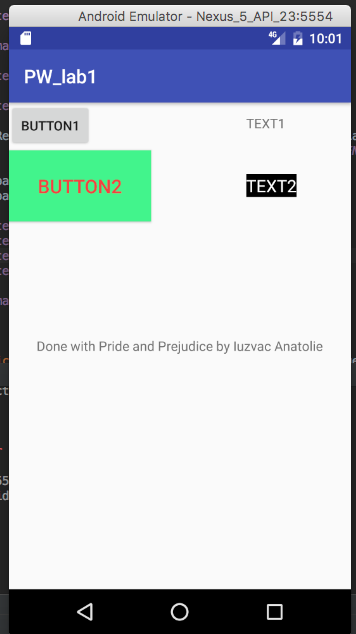 Android Emulator - Nexus_5_API_23:5554
4G 10:01
PW_lab1
BUTTON1 TEXT1
BUTTON2 TEXT2
Done with Pride and Prejudice by Iuzvac Anatolie